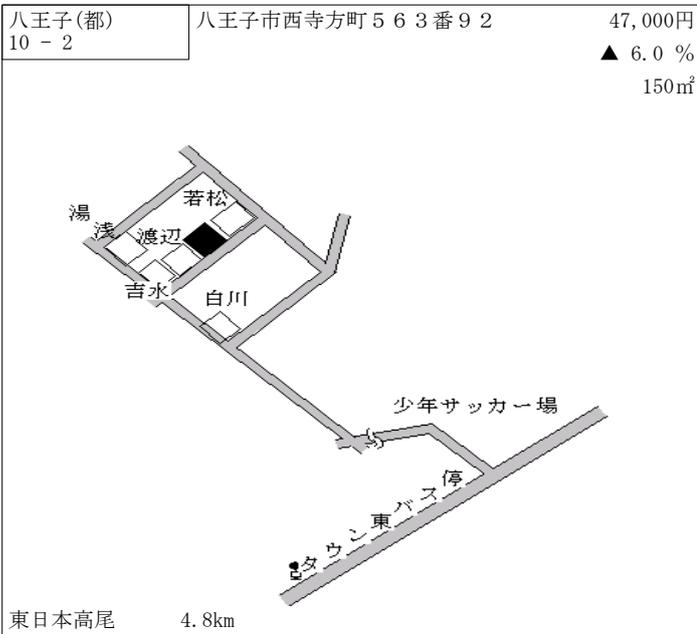 八王子(都)
10 - 2
八王子市西寺方町５６３番９２
47,000円
▲ 6.0 %
150㎡
若松
湯浅
渡辺
吉水
白川
少年サッカー場
タウン東バス停
東日本高尾 4.8km